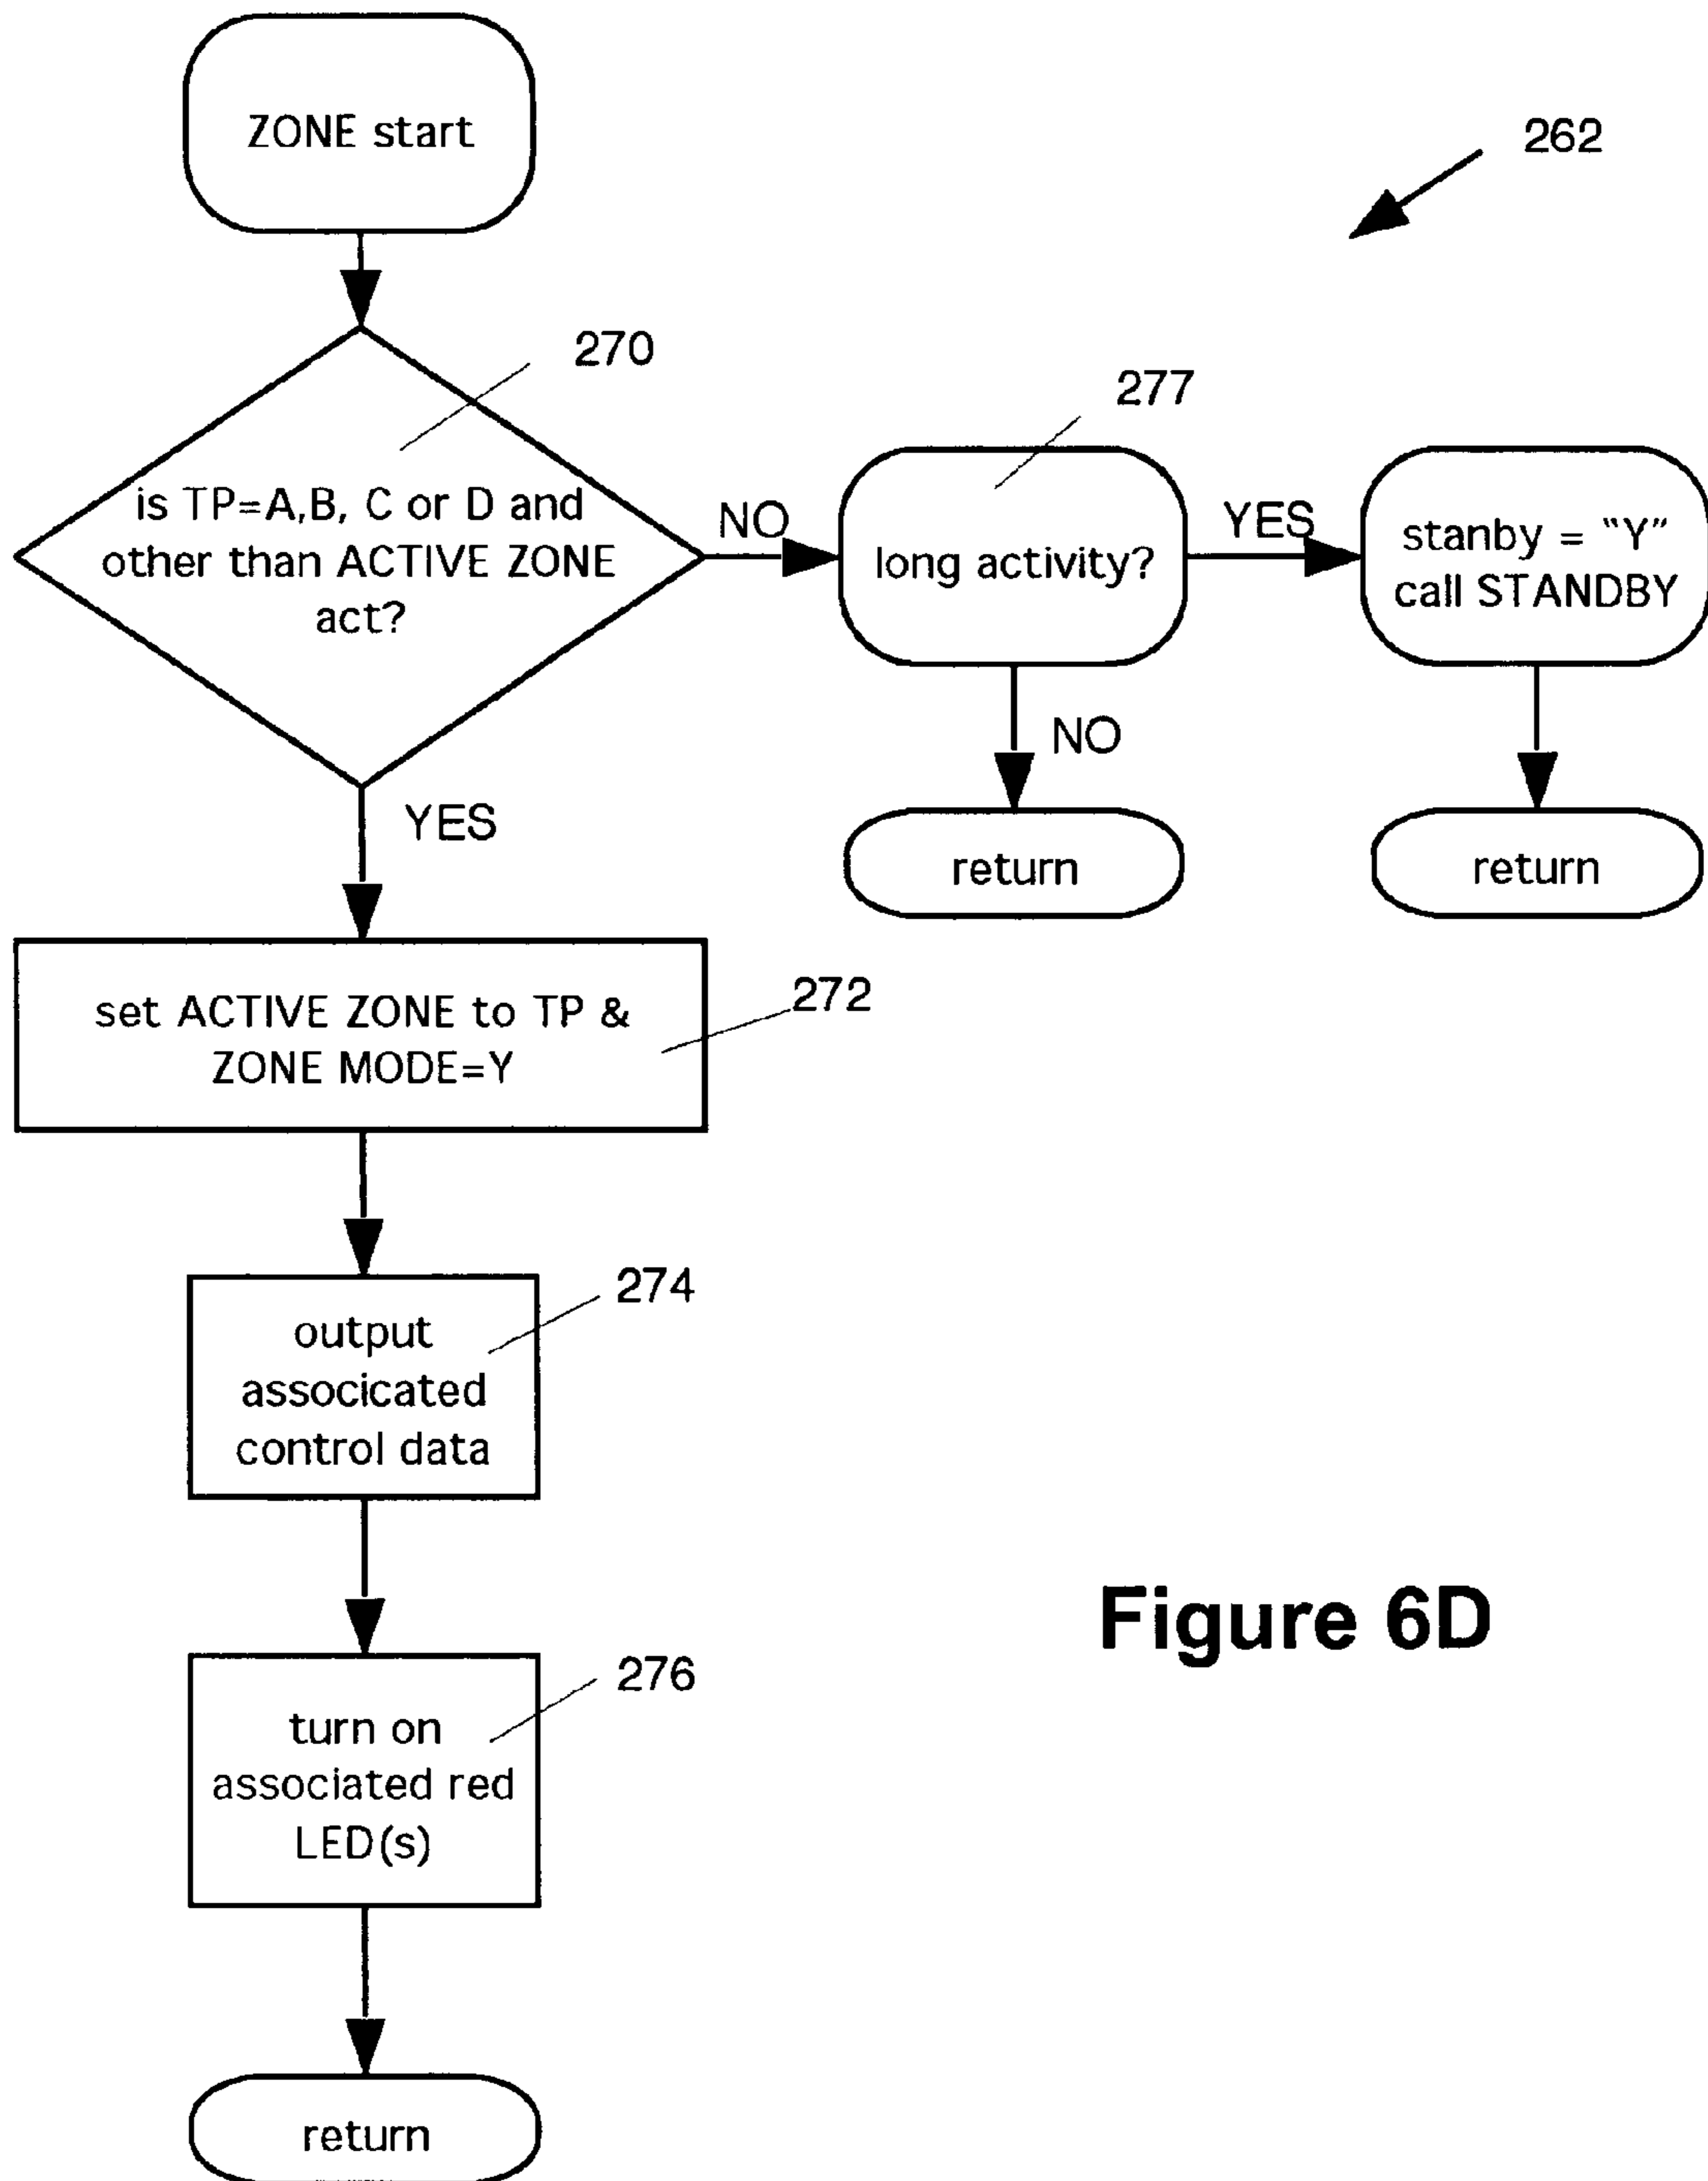 ZONE start
262
270
is TP=A,B, C or D and
other than ACTIVE ZONE
act?
NO
277
long activity?
YES
stanby = “Y”
call STANDBY
NO
return
return
YES
set ACTIVE ZONE to TP &
ZONE MODE=Y
272
output
associcated
control data
274
turn on
associated red
LED(s)
276
return
Figure 6D